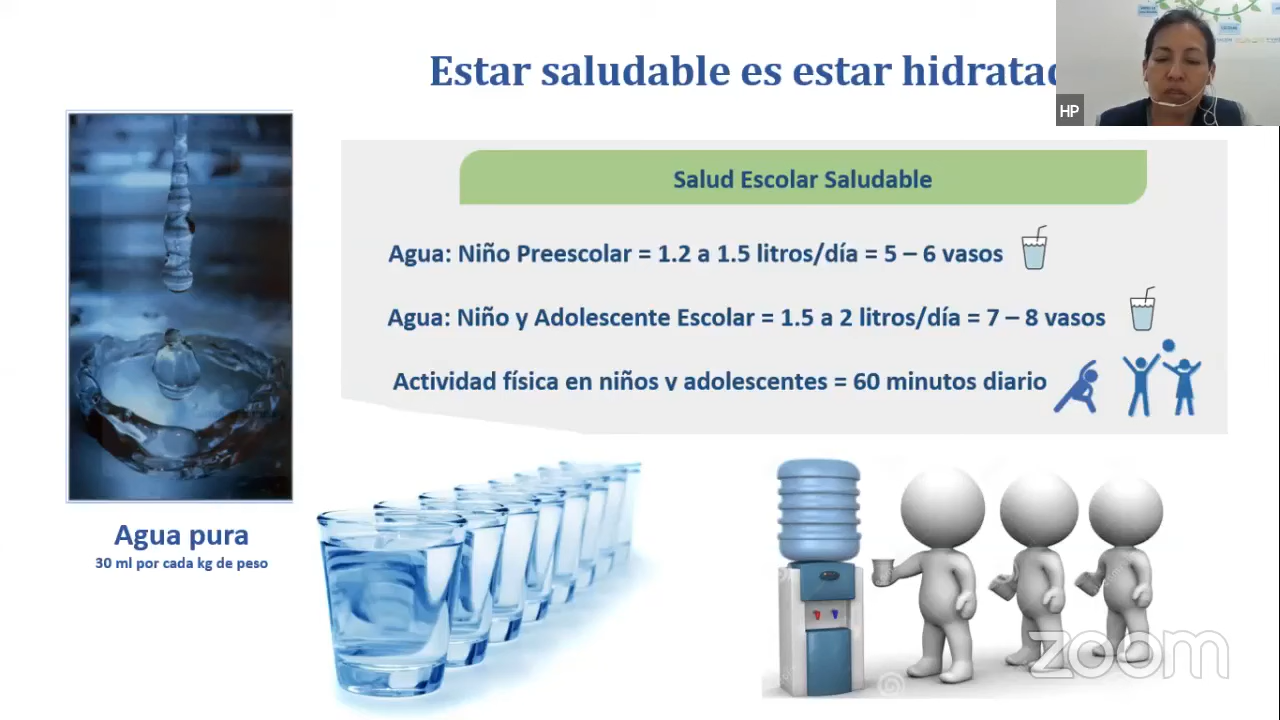 Estar saludable es estar
HP
Salud Escolar Saludable
Agua: Niño Preescolar = 1.2 a 1.5 litros/día = 5 – 6 vasos
Agua: Niño y Adolescente Escolar = 1.5 a 2 litros/día = 7 – 8 vasos
Actividad física en niños y adolescentes = 60 minutos diario
Agua pura
30 ml por cada kg de peso
zoom